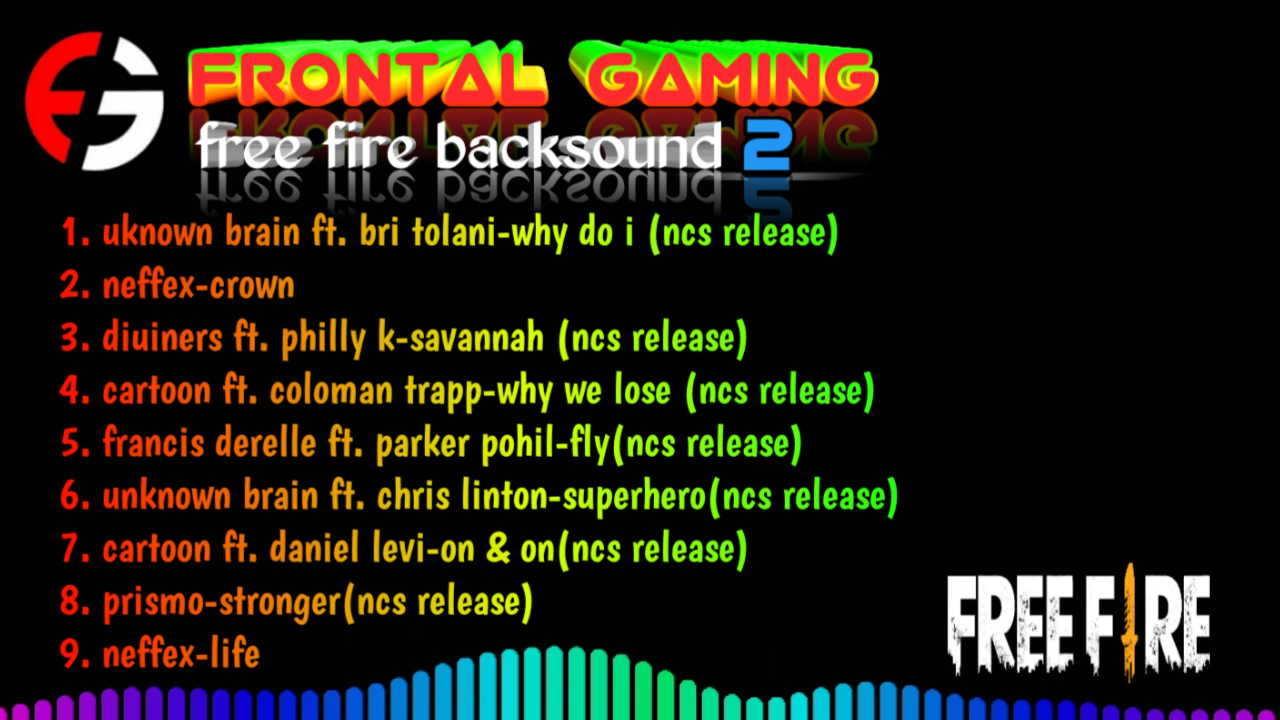 FRONTAL GAMING
free fire backsound 2
1. uknown brain ft. bri tolani-why do i (ncs release)
2. neffex-crown
3. diuiners ft. philly k-savannah (ncs release)
4. cartoon ft. coloman trapp-why we lose (ncs release)
5. francis derelle ft. parker pohil-fly(ncs release)
6. unknown brain ft. chris linton-superhero(ncs release)
7. cartoon ft. daniel levi-on & on(ncs release)
8. prismo-stronger(ncs release)
9. neffex-life
FREE FIRE